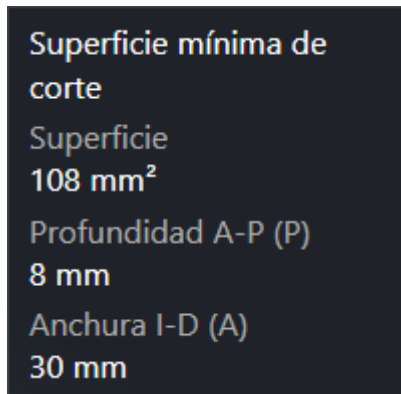 Superficie mínima de
corte
Superficie
108 mm²
Profundidad A-P (P)
8 mm
Anchura I-D (A)
30 mm